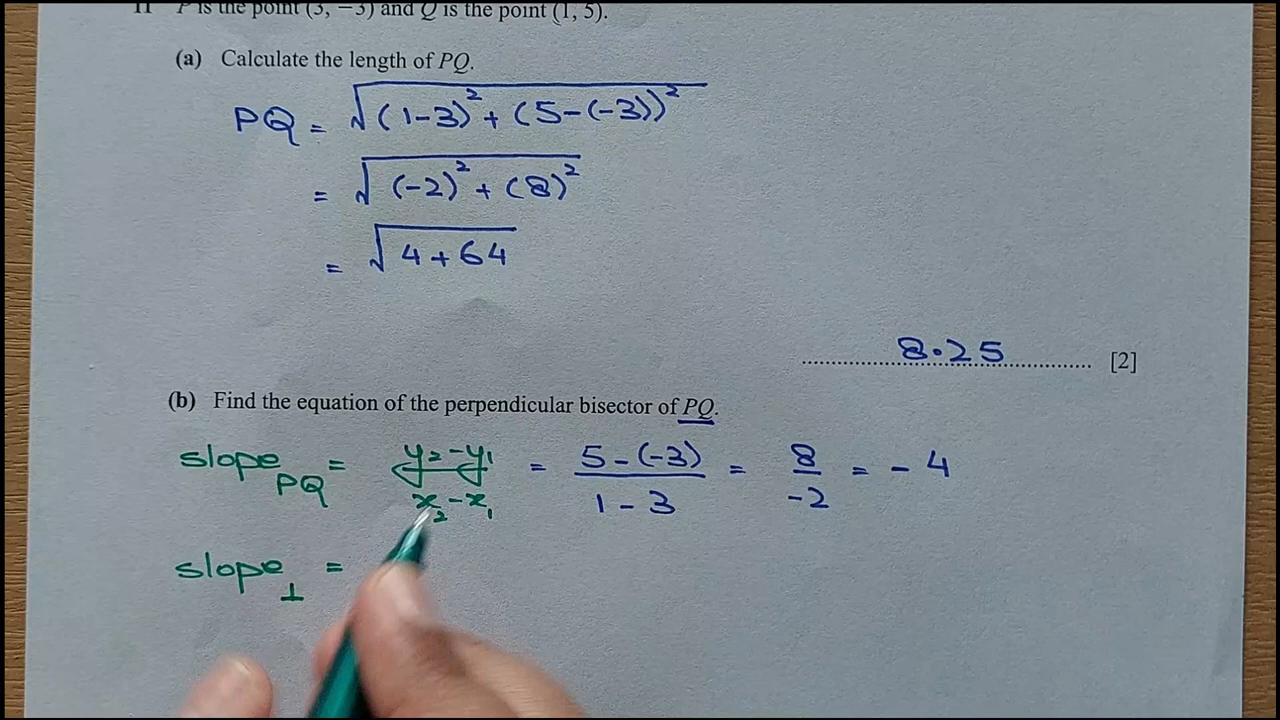 11 P is the point (3, −3) and Q is the point (1, 5).
(a) Calculate the length of PQ.
PQ = √(1-3)² + (5-(-3))²
= √(-2)² + (8)²
= √4+64
8.25 [2]
(b) Find the equation of the perpendicular bisector of PQ.
slope PQ = y₂-y₁ / x₂-x₁ = 5-(-3) / 1-3 = 8 / -2 = -4
slope ⊥ =